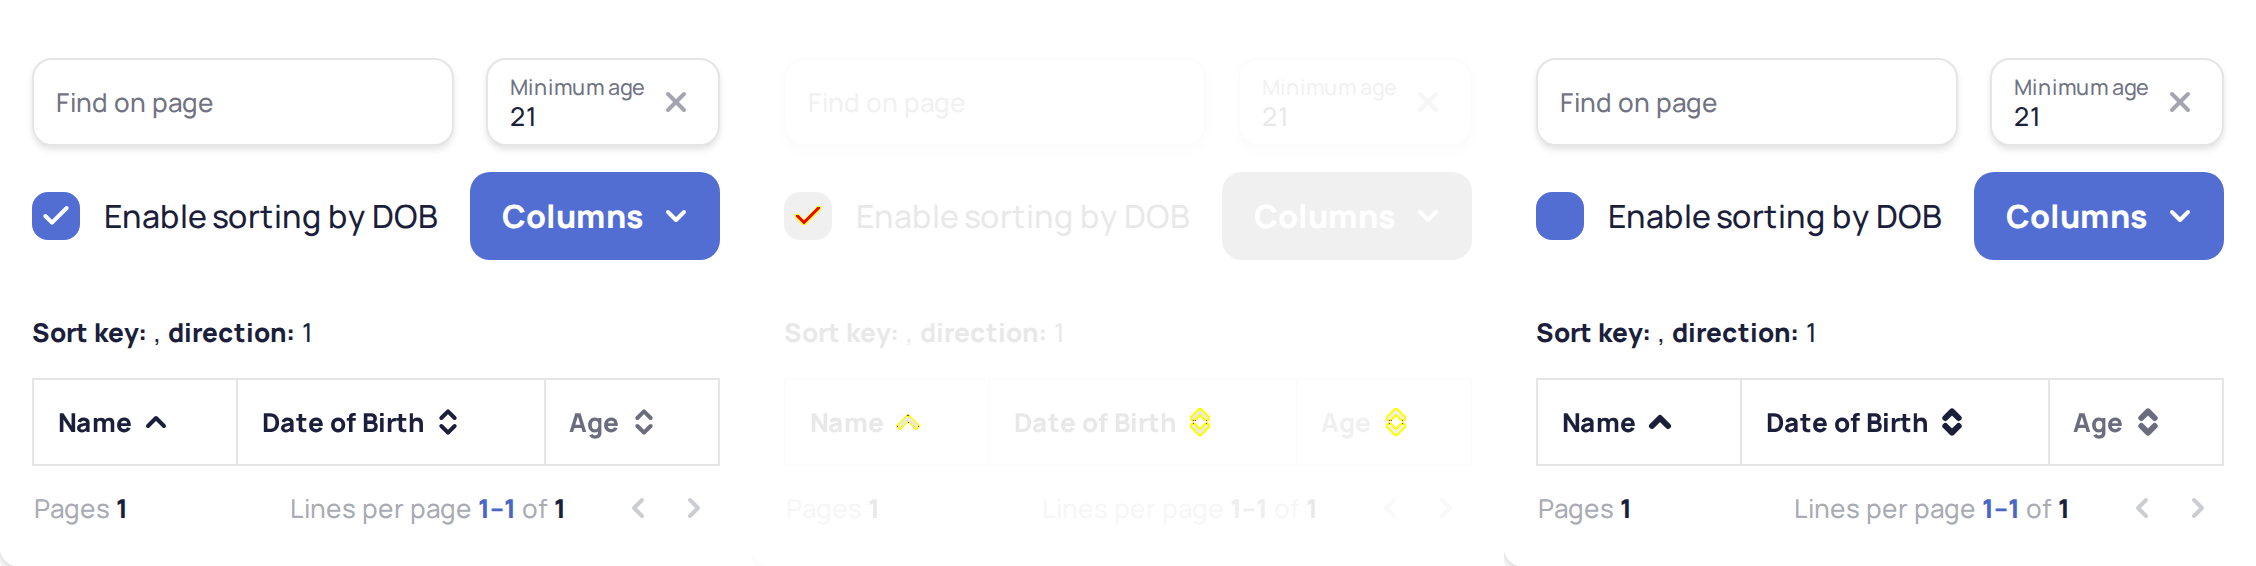 Find on page
Minimum age
21
Enable sorting by DOB
Columns
Sort key: , direction: 1
Name
Date of Birth
Age
Pages 1
Lines per page 1–1 of 1
Find on page
Minimum age
21
Enable sorting by DOB
Columns
Sort key: , direction: 1
Name
Date of Birth
Age
Pages 1
Lines per page 1–1 of 1
Find on page
Minimum age
21
Enable sorting by DOB
Columns
Sort key: , direction: 1
Name
Date of Birth
Age
Pages 1
Lines per page 1–1 of 1